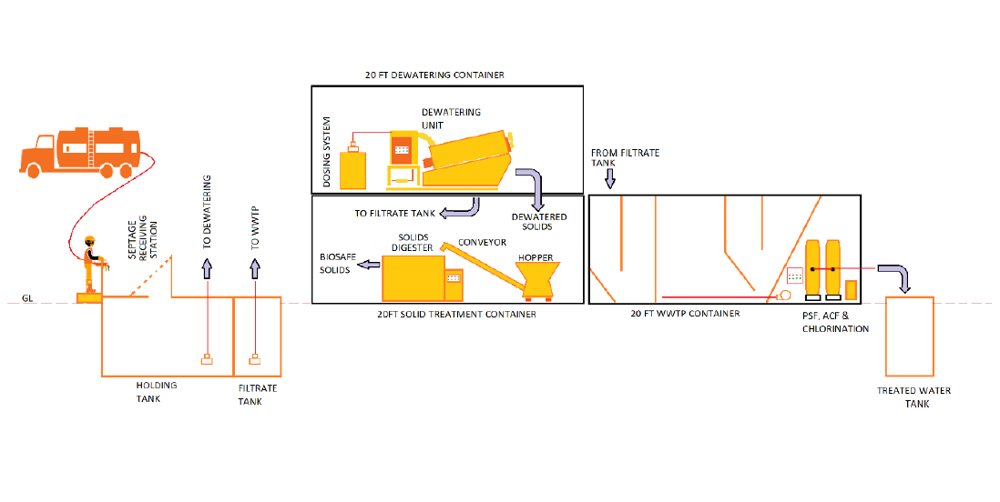 20 FT DEWATERING CONTAINER
DOSING SYSTEM
DEWATERING
UNIT
FROM FILTRATE
TANK
SEPTAGE
RECEIVING
STATION
TO DEWATERING
TO WWTP
TO FILTRATE TANK
DEWATERED
SOLIDS
SOLIDS
DIGESTER
CONVEYOR
BIOSAFE
SOLIDS
HOPPER
GL
20FT SOLID TREATMENT CONTAINER
20 FT WWTP CONTAINER
PSF, ACF &
CHLORINATION
HOLDING
TANK
FILTRATE
TANK
TREATED WATER
TANK